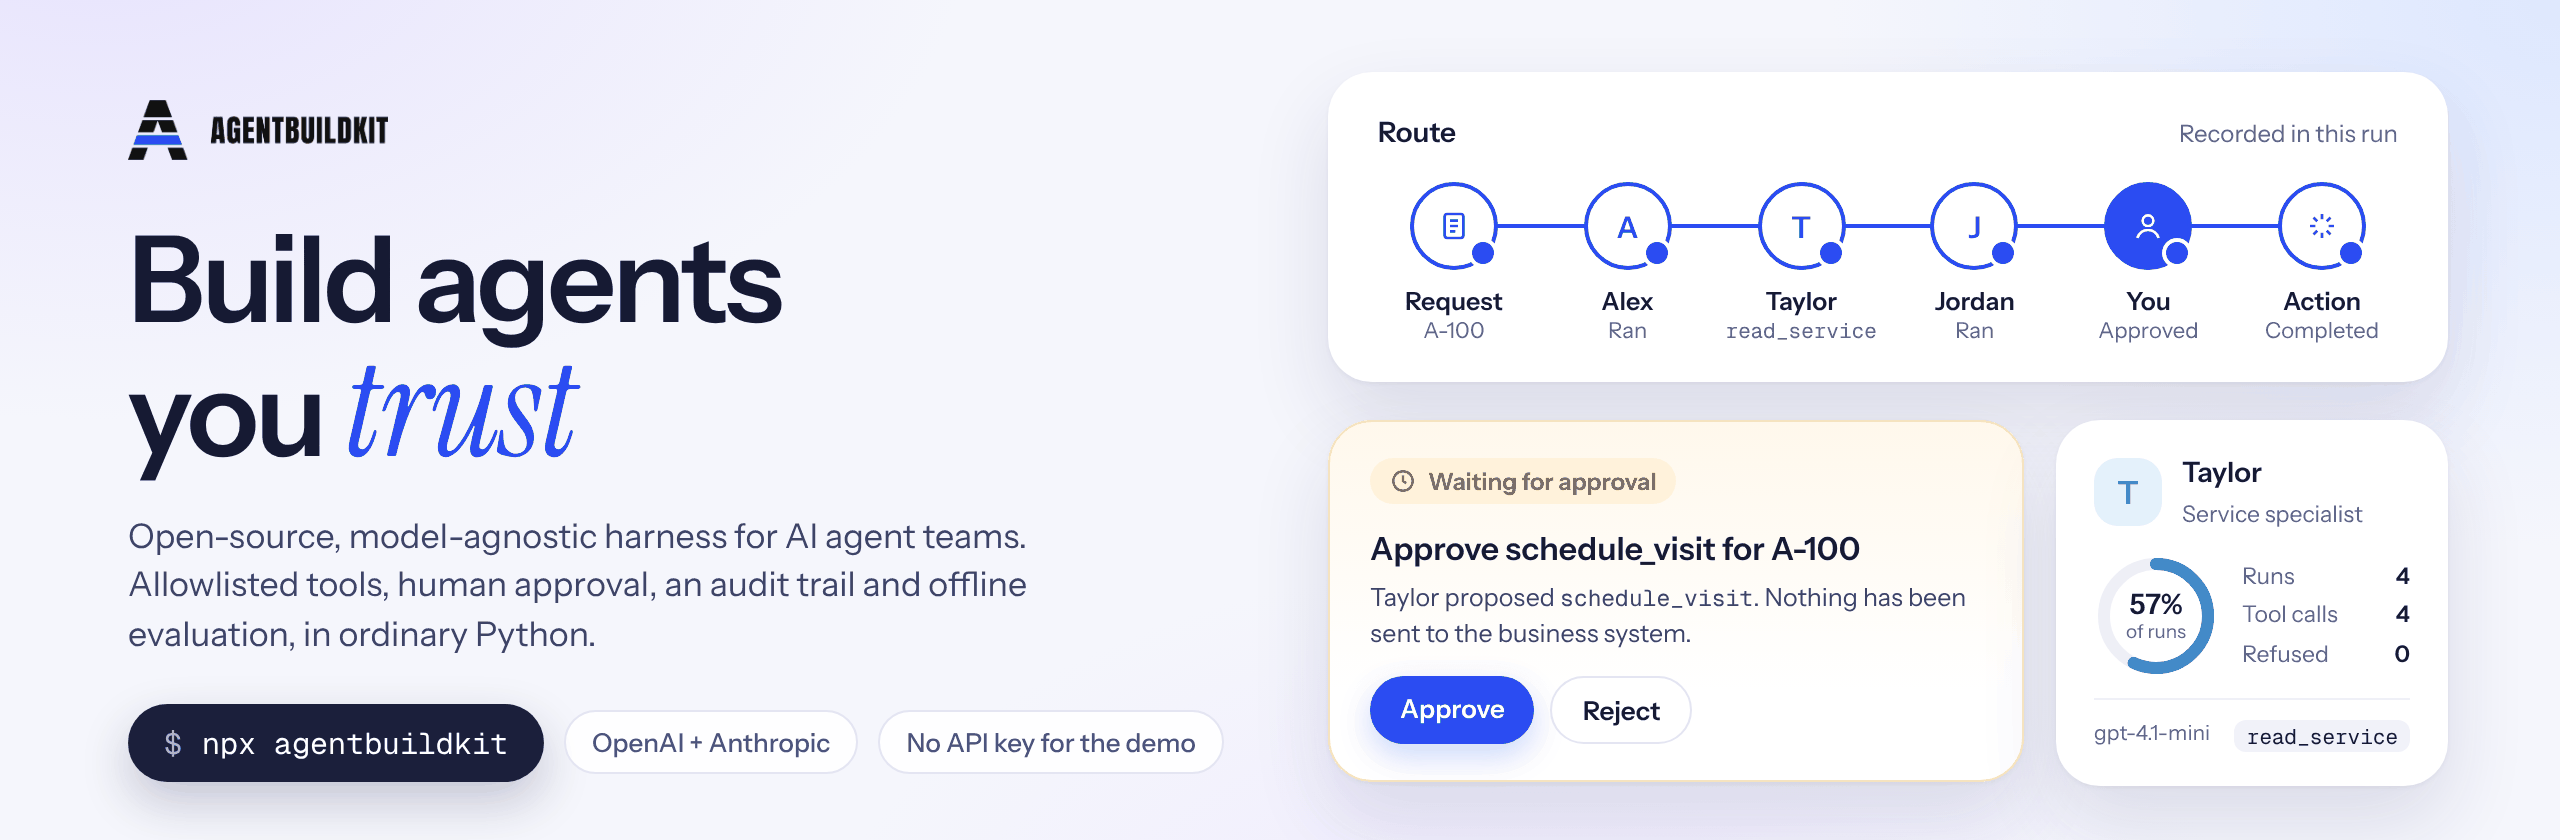 AGENTBUILDKIT
Build agents
you trust
Open-source, model-agnostic harness for AI agent teams.
Allowlisted tools, human approval, an audit trail and offline
evaluation, in ordinary Python.
$ npx agentbuildkit
OpenAI + Anthropic
No API key for the demo
Route
Recorded in this run
A
T
J
Request
Alex
Taylor
Jordan
You
Action
A-100
Ran
read_service
Ran
Approved
Completed
Waiting for approval
Approve schedule_visit for A-100
Taylor proposed schedule_visit. Nothing has been
sent to the business system.
Approve
Reject
T
Taylor
Service specialist
57%
of runs
Runs 4
Tool calls 4
Refused 0
gpt-4.1-mini
read_service